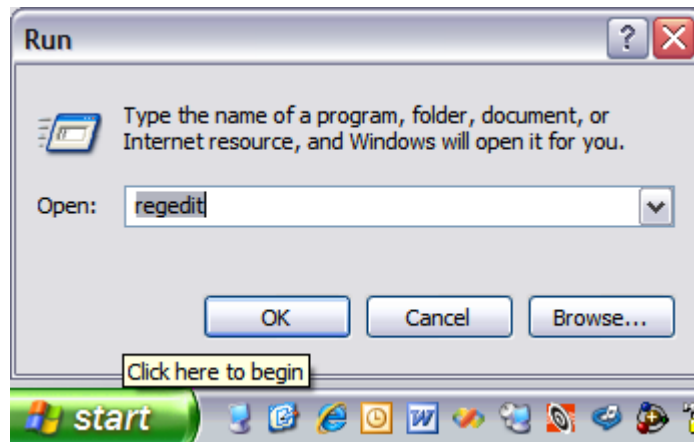 Run
Type the name of a program, folder, document, or
Internet resource, and Windows will open it for you.
Open: regedit
OK Cancel Browse...
Click here to begin
start